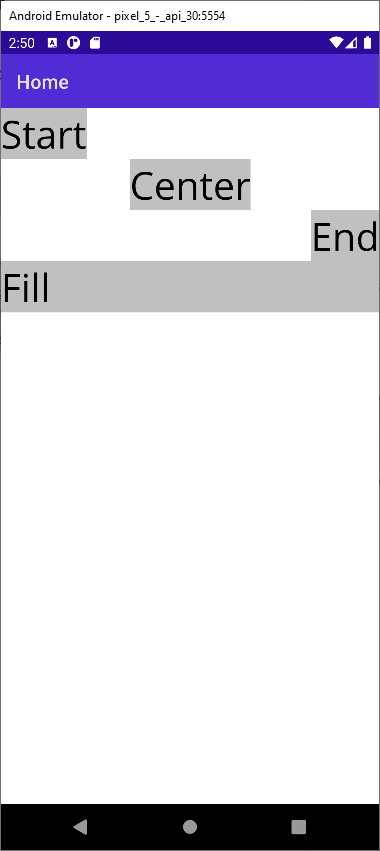 Android Emulator - pixel_5_-_api_30:5554
2:50
Home
Start
Center
End
Fill